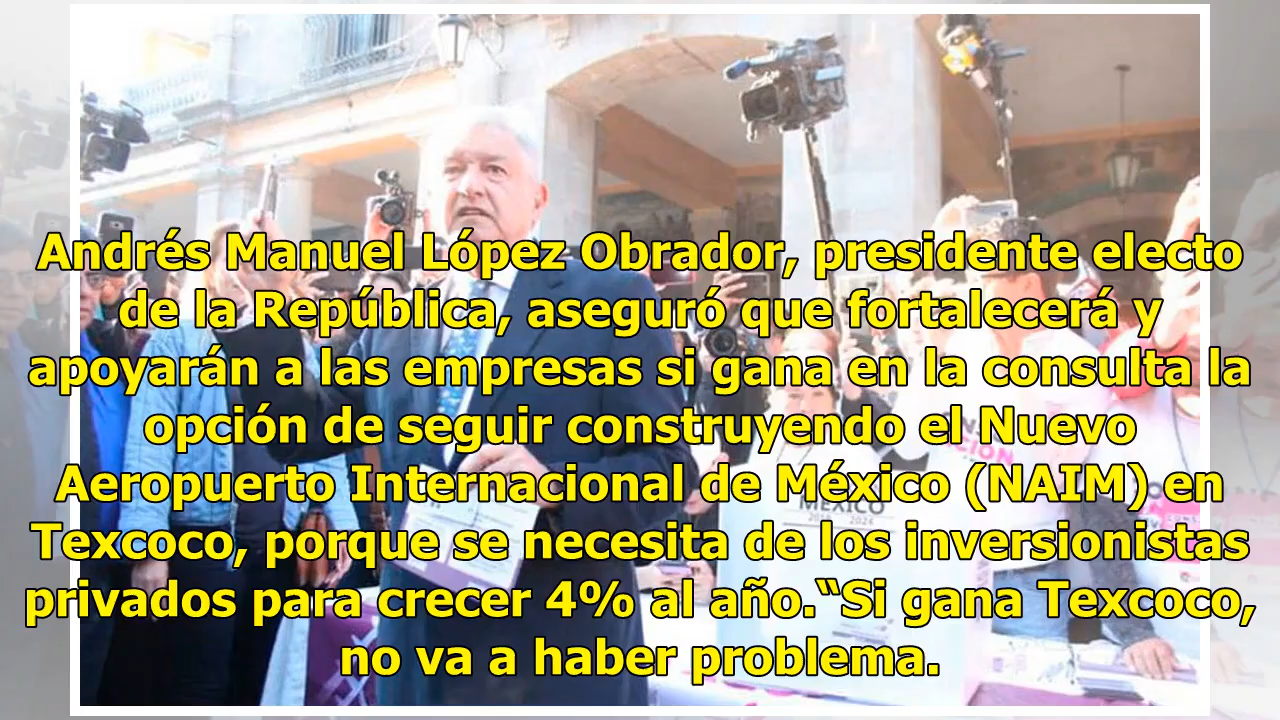 Andrés Manuel López Obrador, presidente electo
de la República, aseguró que fortalecerá y
apoyarán a las empresas si gana en la consulta la
opción de seguir construyendo el Nuevo
Aeropuerto Internacional de México (NAIM) en
Texcoco, porque se necesita de los inversionistas
privados para crecer 4% al año.“Si gana Texcoco,
no va a haber problema.
MÉXICO